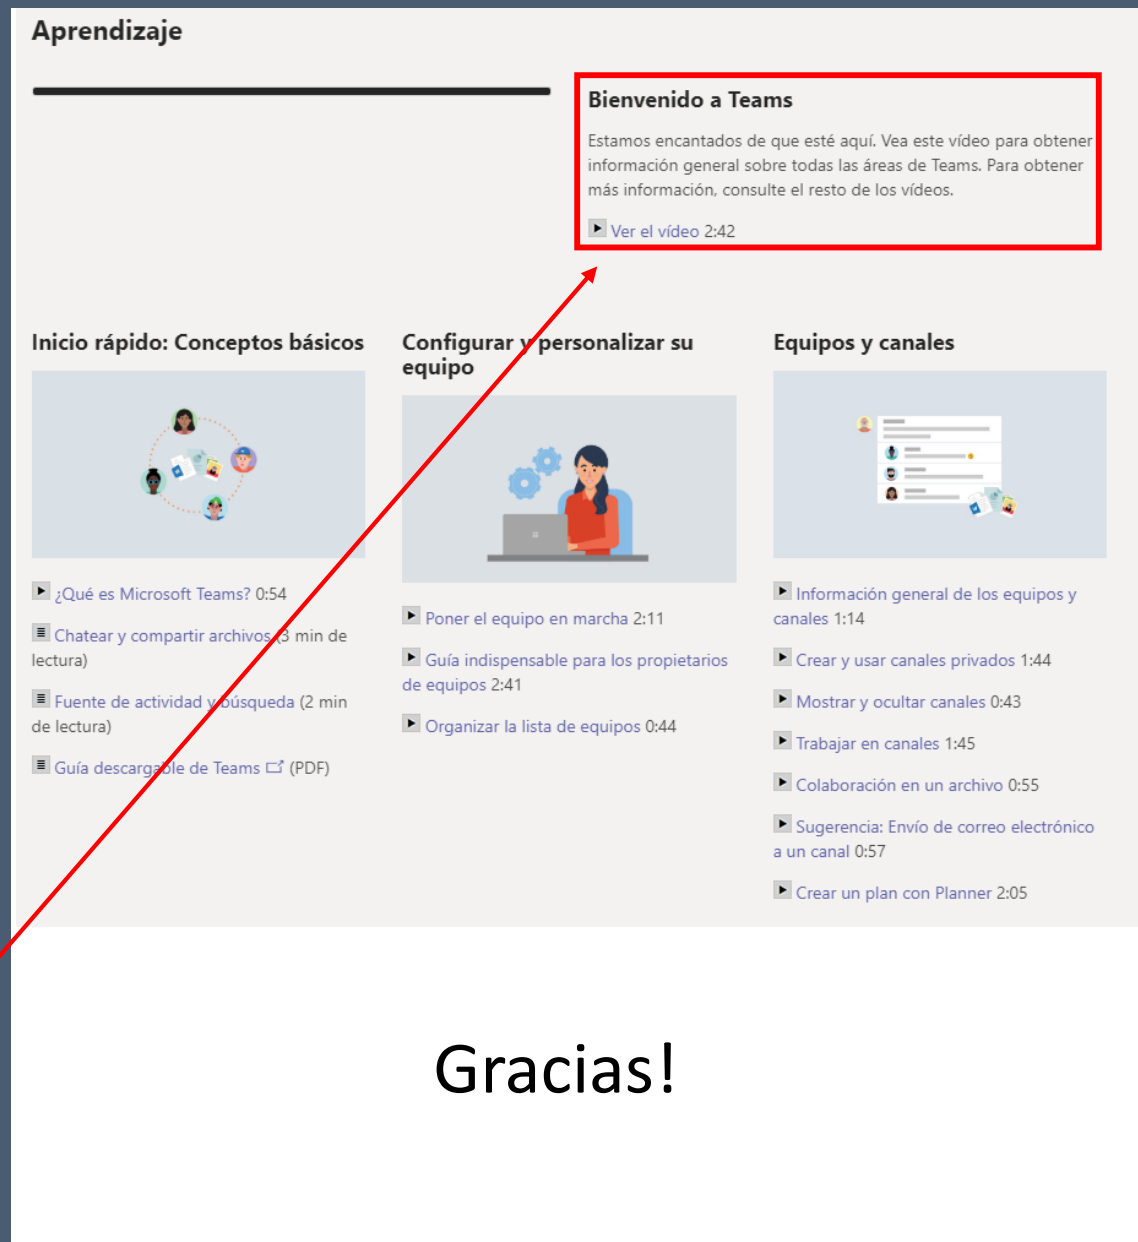 Aprendizaje
Bienvenido a Teams
Estamos encantados de que esté aquí. Vea este vídeo para obtener
información general sobre todas las áreas de Teams. Para obtener
más información, consulte el resto de los vídeos.
Ver el vídeo 2:42
Inicio rápido: Conceptos básicos
¿Qué es Microsoft Teams? 0:54
Chatear y compartir archivos (3 min de
lectura)
Fuente de actividad y búsqueda (2 min
de lectura)
Guía descargable de Teams (PDF)
Configurar y personalizar su
equipo
Poner el equipo en marcha 2:11
Guía indispensable para los propietarios
de equipos 2:41
Organizar la lista de equipos 0:44
Equipos y canales
Información general de los equipos y
canales 1:14
Crear y usar canales privados 1:44
Mostrar y ocultar canales 0:43
Trabajar en canales 1:45
Colaboración en un archivo 0:55
Sugerencia: Envío de correo electrónico
a un canal 0:57
Crear un plan con Planner 2:05
Gracias!